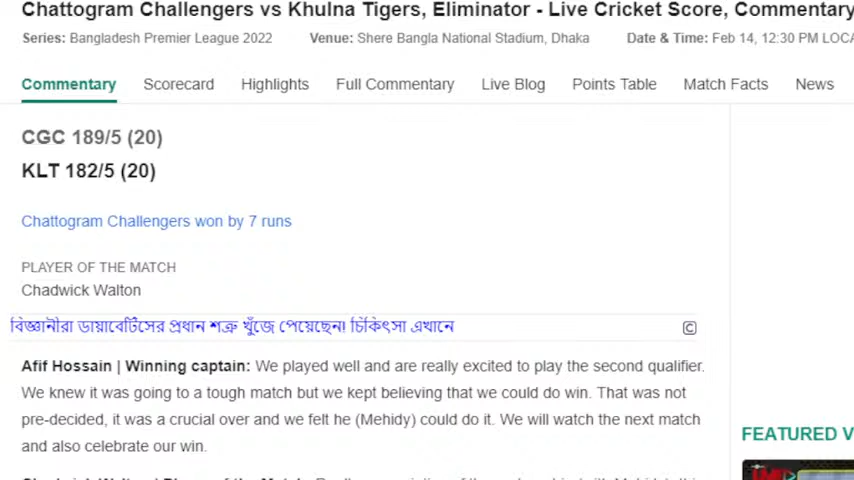 Chattogram Challengers vs Khulna Tigers, Eliminator - Live Cricket Score, Commentary
Series: Bangladesh Premier League 2022 Venue: Shere Bangla National Stadium, Dhaka Date & Time: Feb 14, 12:30 PM LOCA
Commentary Scorecard Highlights Full Commentary Live Blog Points Table Match Facts News
CGC 189/5 (20)
KLT 182/5 (20)
Chattogram Challengers won by 7 runs
PLAYER OF THE MATCH
Chadwick Walton
বিজ্ঞানীরা ডায়াবেটিসের প্রধান শত্রু খুঁজে পেয়েছেন! চিকিৎসা এখানে
Afif Hossain | Winning captain: We played well and are really excited to play the second qualifier.
We knew it was going to a tough match but we kept believing that we could do win. That was not
pre-decided, it was a crucial over and we felt he (Mehidy) could do it. We will watch the next match
and also celebrate our win.
FEATURED V